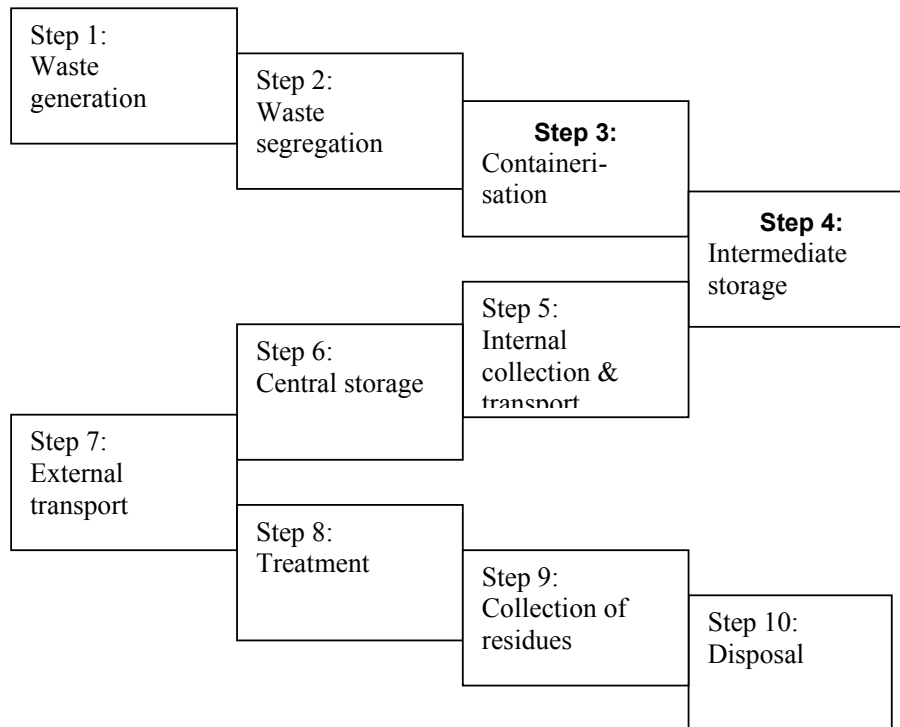 Step 1:
Waste
generation
Step 2:
Waste
segregation
Step 3:
Containeri-
sation
Step 4:
Intermediate
storage
Step 5:
Internal
collection &
transport
Step 6:
Central storage
Step 7:
External
transport
Step 8:
Treatment
Step 9:
Collection of
residues
Step 10:
Disposal